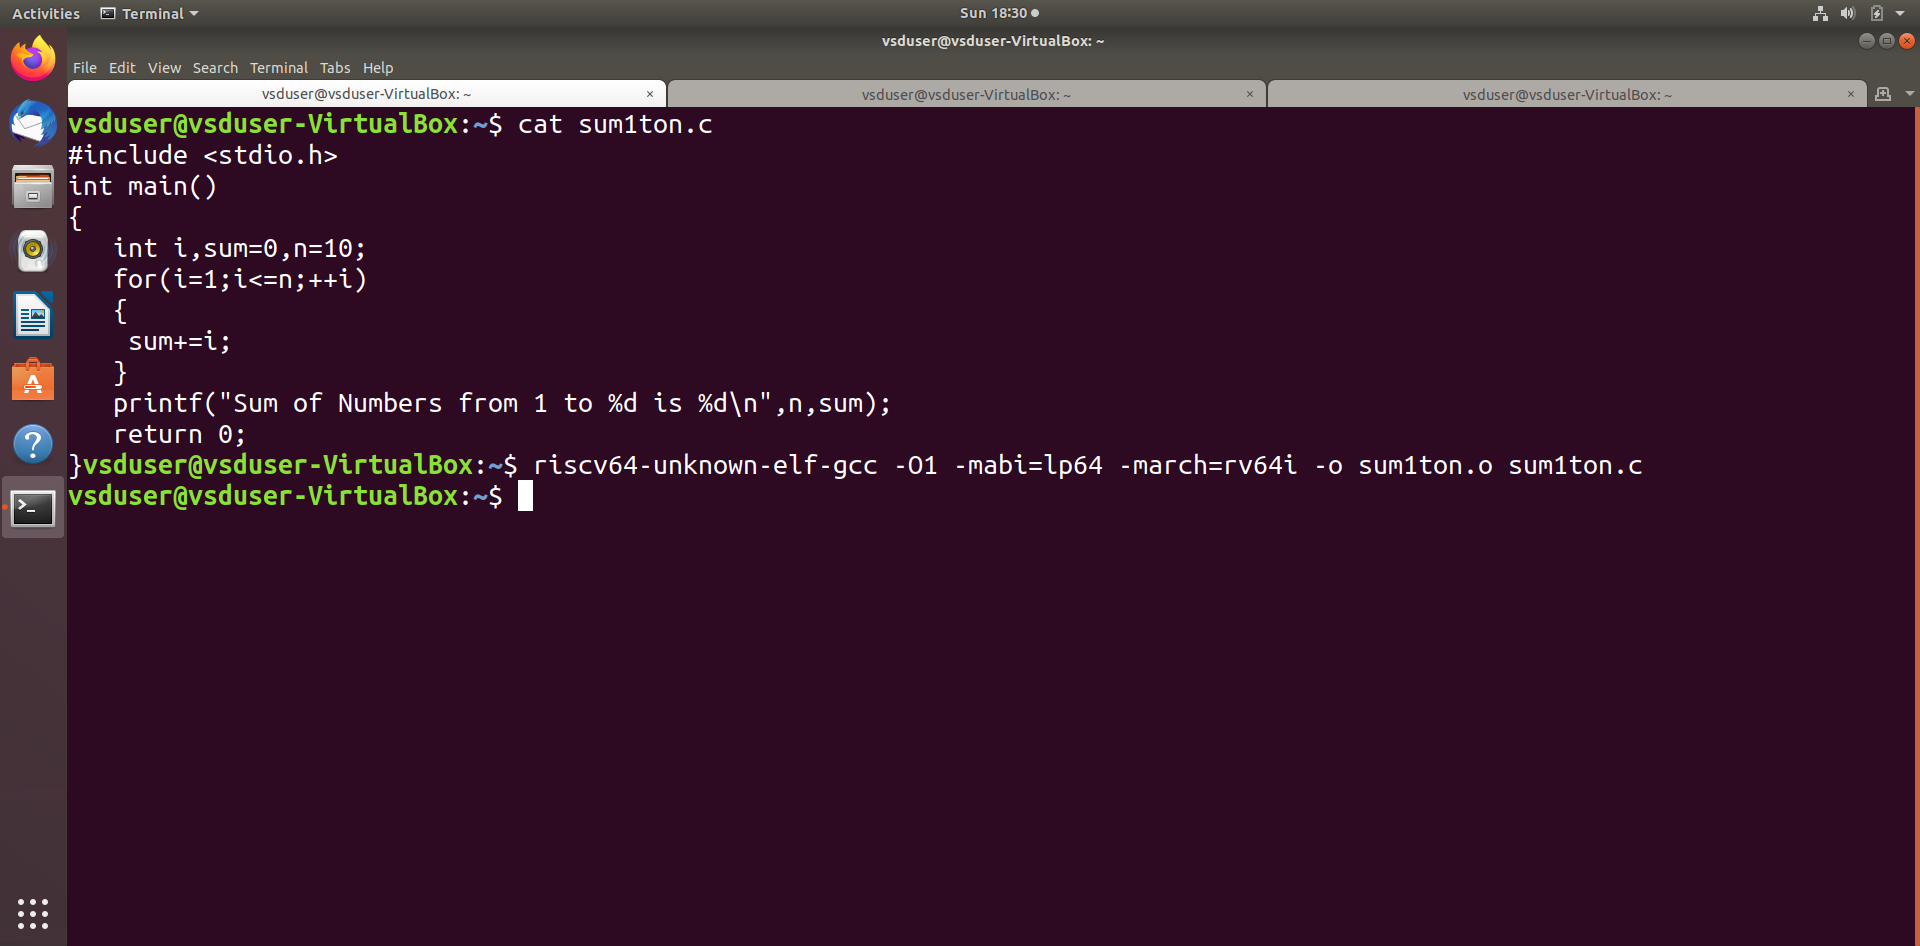 Activities Terminal Sun 18:30
vsduser@vsduser-VirtualBox: ~
File Edit View Search Terminal Tabs Help
vsduser@vsduser-VirtualBox: ~ × vsduser@vsduser-VirtualBox: ~ × vsduser@vsduser-VirtualBox: ~ ×
vsduser@vsduser-VirtualBox:~$ cat sum1ton.c
#include <stdio.h>
int main()
{
   int i,sum=0,n=10;
   for(i=1;i<=n;++i)
   {
    sum+=i;
   }
   printf("Sum of Numbers from 1 to %d is %d\n",n,sum);
   return 0;
}vsduser@vsduser-VirtualBox:~$ riscv64-unknown-elf-gcc -O1 -mabi=lp64 -march=rv64i -o sum1ton.o sum1ton.c
vsduser@vsduser-VirtualBox:~$